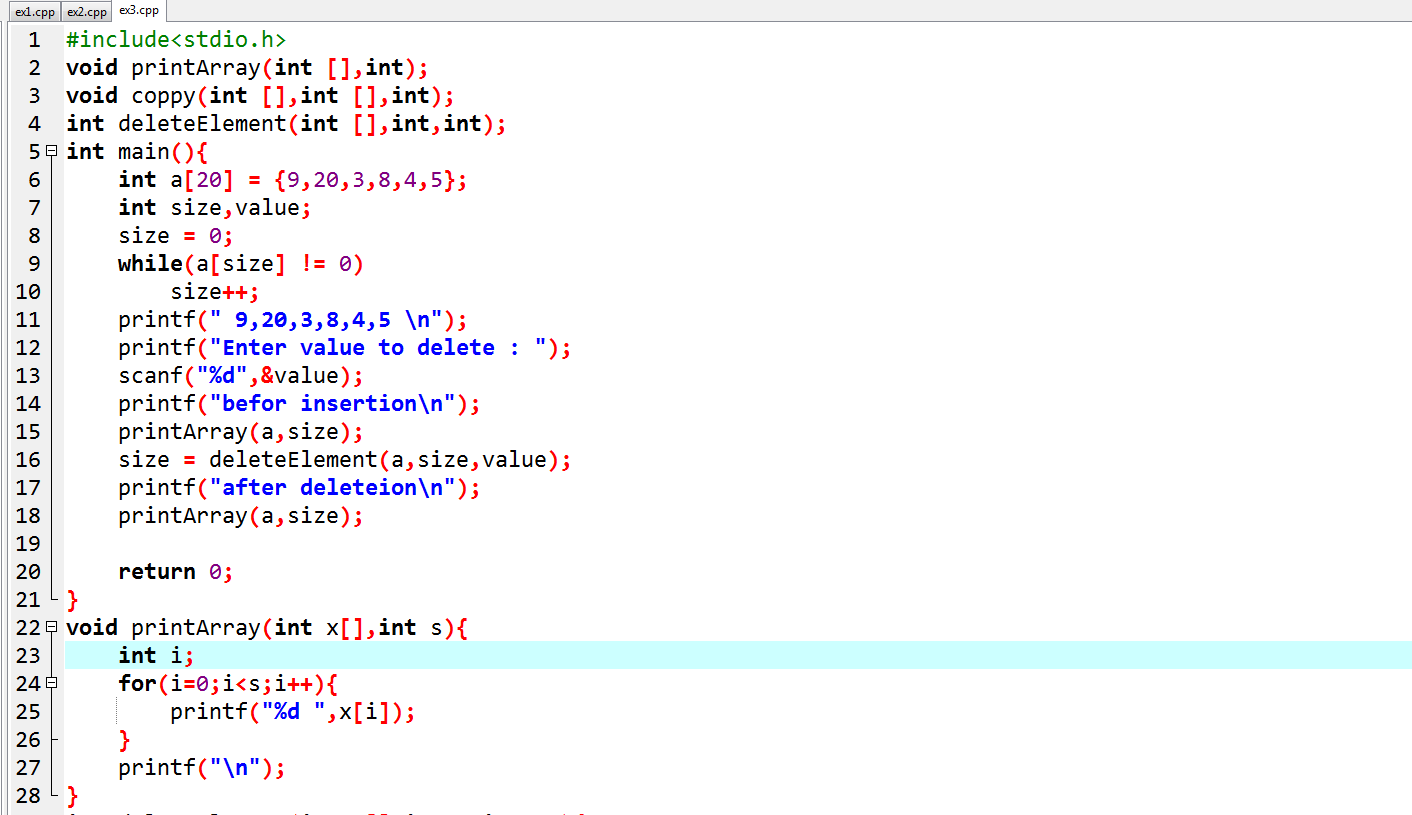 ex1.cpp ex2.cpp ex3.cpp
1 #include<stdio.h>
2 void printArray(int [],int);
3 void coppy(int [],int [],int);
4 int deleteElement(int [],int,int);
5 int main(){
6 int a[20] = {9,20,3,8,4,5};
7 int size,value;
8 size = 0;
9 while(a[size] != 0)
10 size++;
11 printf(" 9,20,3,8,4,5 \n");
12 printf("Enter value to delete : ");
13 scanf("%d",&value);
14 printf("befor insertion\n");
15 printArray(a,size);
16 size = deleteElement(a,size,value);
17 printf("after deleteion\n");
18 printArray(a,size);
19
20 return 0;
21 }
22 void printArray(int x[],int s){
23 int i;
24 for(i=0;i<s;i++){
25 printf("%d ",x[i]);
26 }
27 printf("\n");
28 }